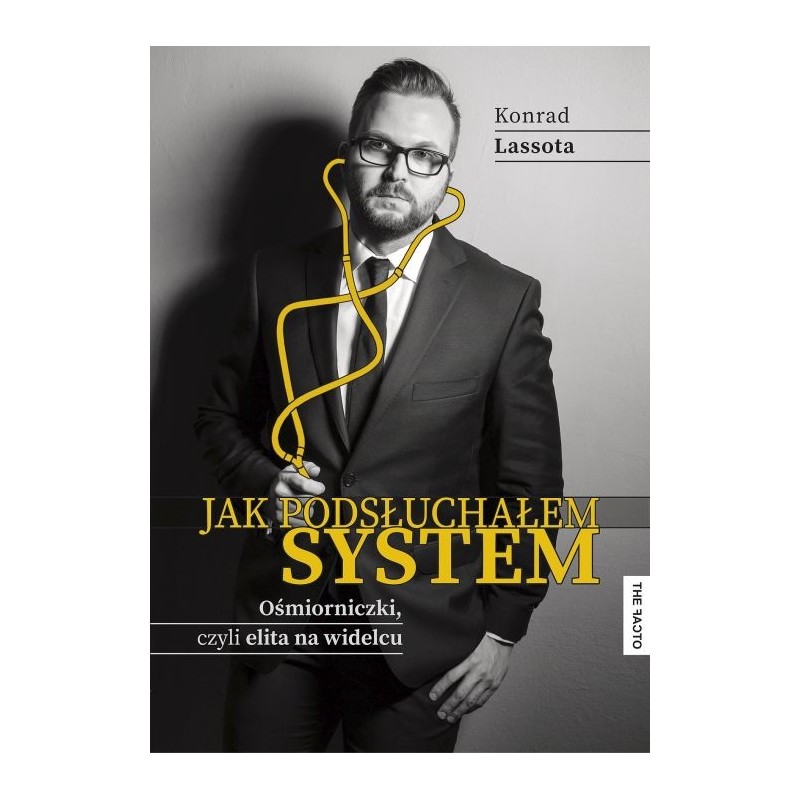 Konrad
Lassota
JAK PODSŁUCHAŁEM
SYSTEM
Ośmiorniczki,
czyli elita na widelcu
THE FACTO